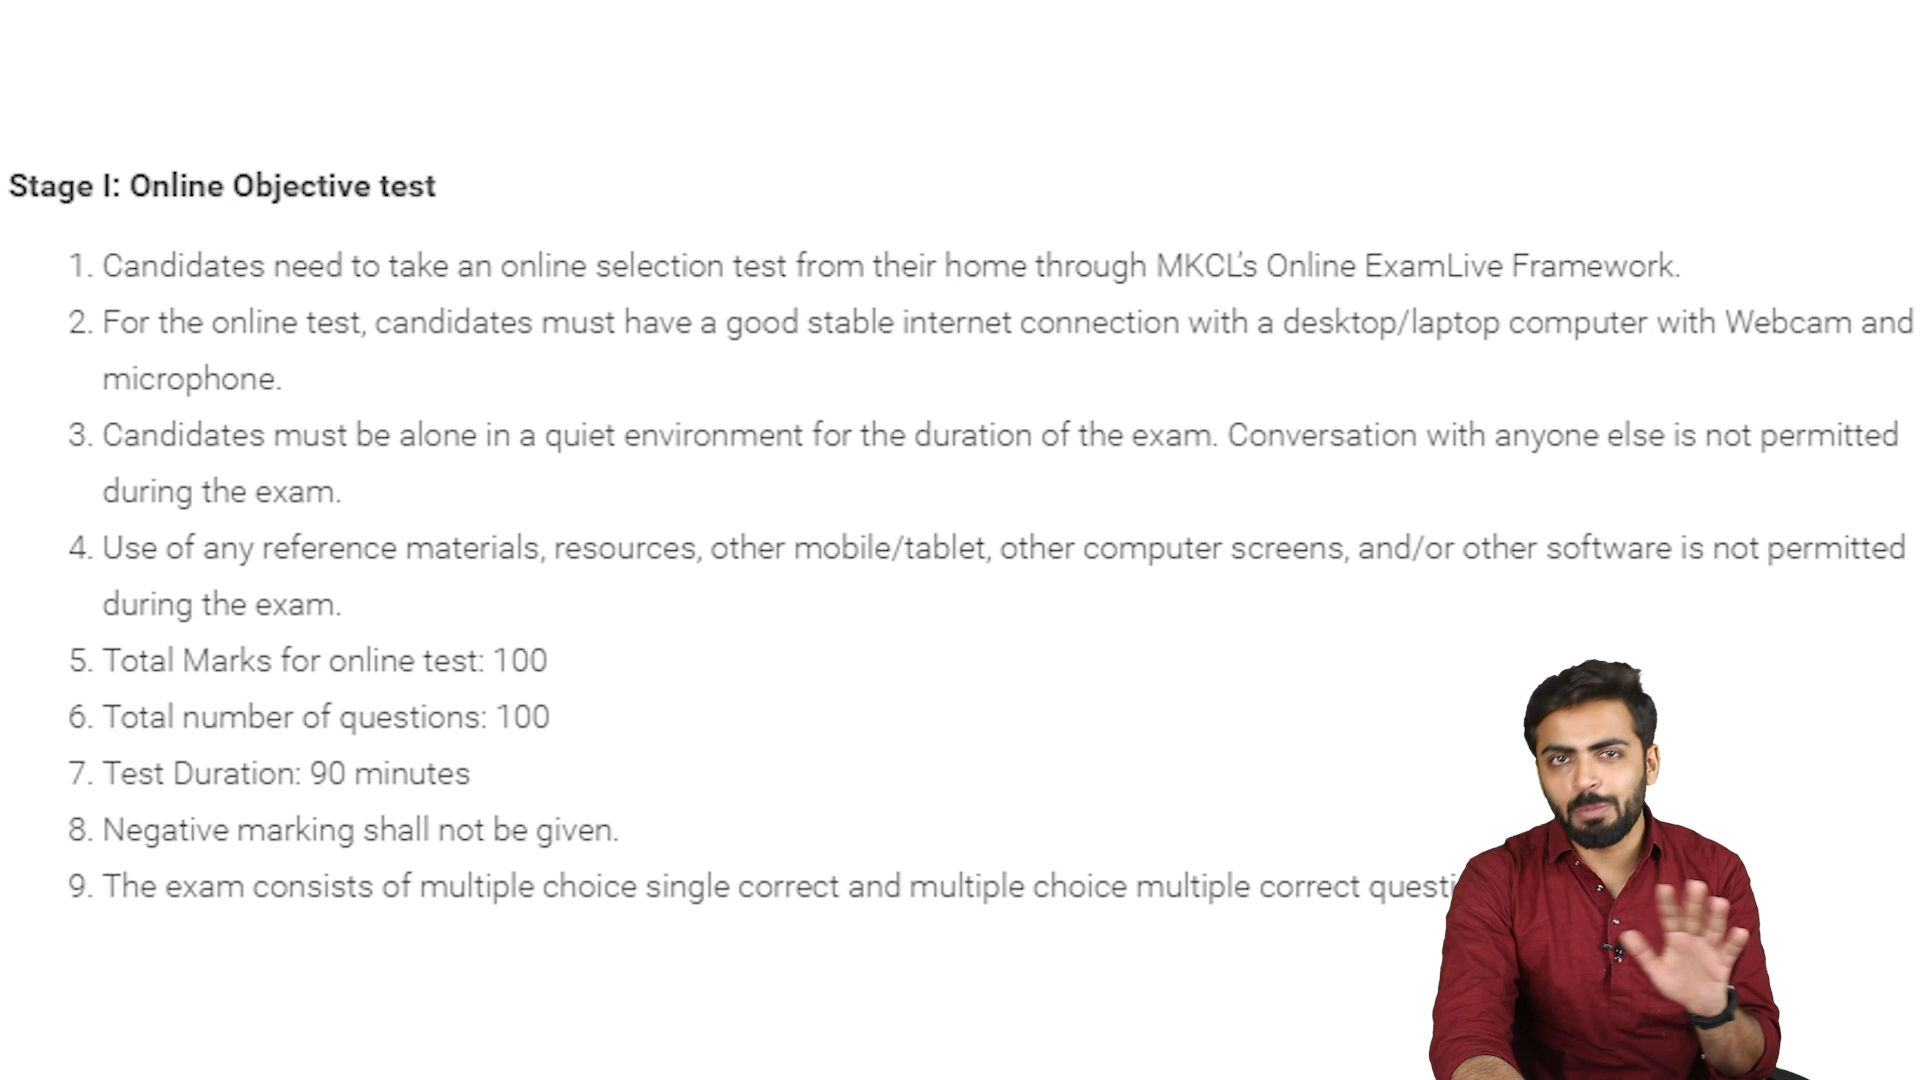 Stage I: Online Objective test
1. Candidates need to take an online selection test from their home through MKCL's Online ExamLive Framework.
2. For the online test, candidates must have a good stable internet connection with a desktop/laptop computer with Webcam and
microphone.
3. Candidates must be alone in a quiet environment for the duration of the exam. Conversation with anyone else is not permitted
during the exam.
4. Use of any reference materials, resources, other mobile/tablet, other computer screens, and/or other software is not permitted
during the exam.
5. Total Marks for online test: 100
6. Total number of questions: 100
7. Test Duration: 90 minutes
8. Negative marking shall not be given.
9. The exam consists of multiple choice single correct and multiple choice multiple correct questi